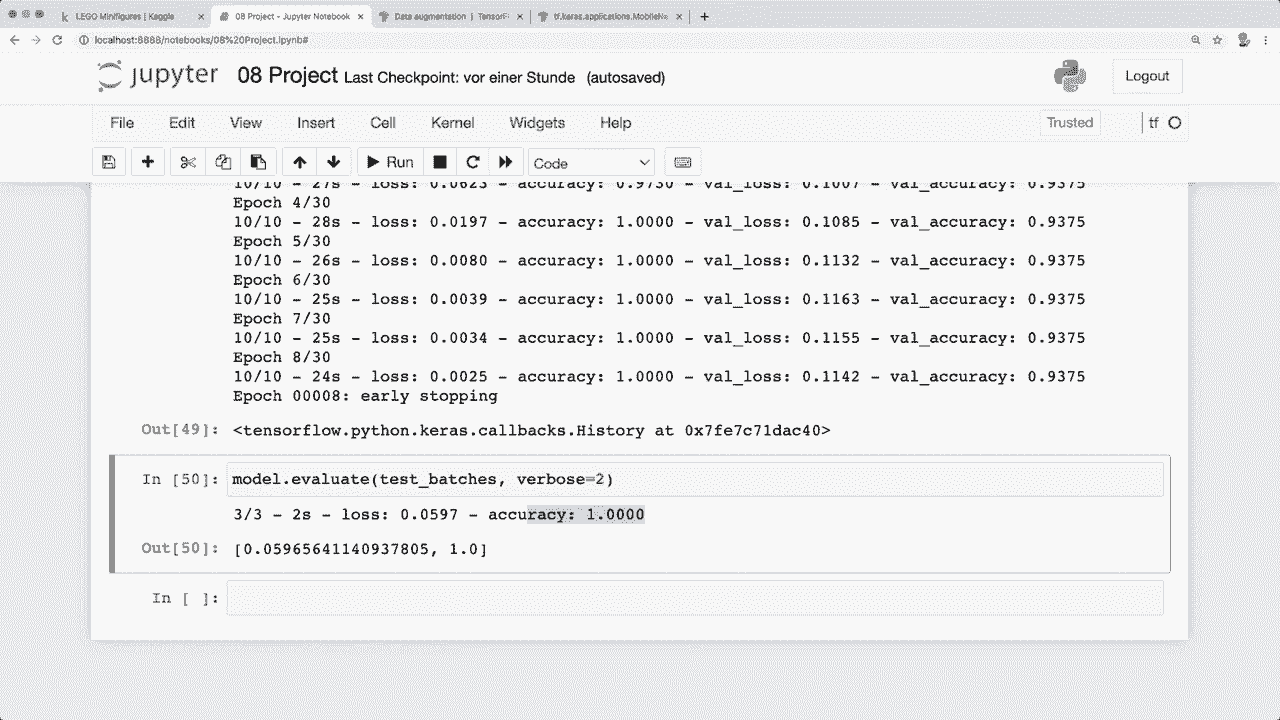 LEGO Minifigures | Kaggle
08 Project - Jupyter Notebook
Data augmentation | TensorF
tf.keras.applications.MobileNe
localhost:8888/notebooks/08%20Project.ipynb#
jupyter 08 Project Last Checkpoint: vor einer Stunde (autosaved)
Logout
File Edit View Insert Cell Kernel Widgets Help
Trusted
tf
Run
Code
10/10 - 27s - loss: 0.0623 - accuracy: 0.9730 - val_loss: 0.1007 - val_accuracy: 0.9375
Epoch 4/30
10/10 - 28s - loss: 0.0197 - accuracy: 1.0000 - val_loss: 0.1085 - val_accuracy: 0.9375
Epoch 5/30
10/10 - 26s - loss: 0.0080 - accuracy: 1.0000 - val_loss: 0.1132 - val_accuracy: 0.9375
Epoch 6/30
10/10 - 25s - loss: 0.0039 - accuracy: 1.0000 - val_loss: 0.1163 - val_accuracy: 0.9375
Epoch 7/30
10/10 - 25s - loss: 0.0034 - accuracy: 1.0000 - val_loss: 0.1155 - val_accuracy: 0.9375
Epoch 8/30
10/10 - 24s - loss: 0.0025 - accuracy: 1.0000 - val_loss: 0.1142 - val_accuracy: 0.9375
Epoch 00008: early stopping
Out[49]: <tensorflow.python.keras.callbacks.History at 0x7fe7c71dac40>
In [50]: model.evaluate(test_batches, verbose=2)
3/3 - 2s - loss: 0.0597 - accuracy: 1.0000
Out[50]: [0.05965641140937805, 1.0]
In [ ]: